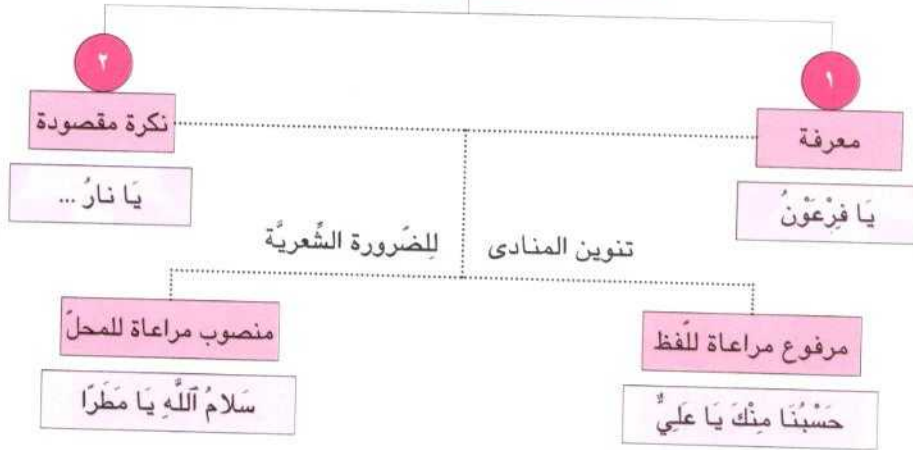 ١
٢
معرفة
نكرة مقصودة
يَا فِرْعَوْنُ
يَا نارُ ...
تنوين المنادى
لِلضَّرورة الشِّعريَّة
مرفوع مراعاة للَّفظ
منصوب مراعاة للمحلّ
حَسْبُنَا مِنْكَ يَا عَلِيٌّ
سَلامُ ٱللَّهِ يَا مَطَرًا